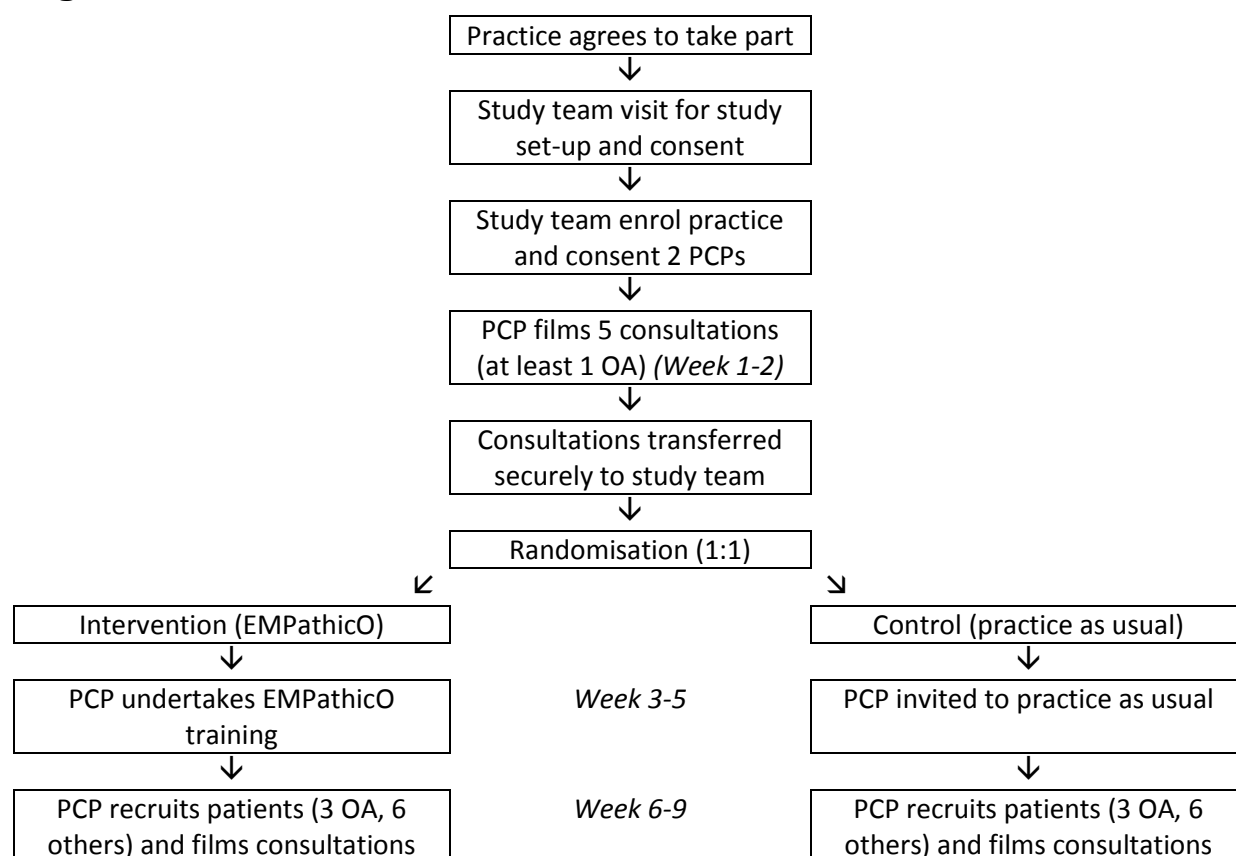 Practice agrees to take part
↓
Study team visit for study
set-up and consent
↓
Study team enrol practice
and consent 2 PCPs
↓
PCP films 5 consultations
(at least 1 OA) (Week 1-2)
↓
Consultations transferred
securely to study team
↓
Randomisation (1:1)
↙ ↘
Intervention (EMPathicO)
Control (practice as usual)
↓ ↓
PCP undertakes EMPathicO
training
Week 3-5
PCP invited to practice as usual
↓ ↓
PCP recruits patients (3 OA, 6
others) and films consultations
Week 6-9
PCP recruits patients (3 OA, 6
others) and films consultations